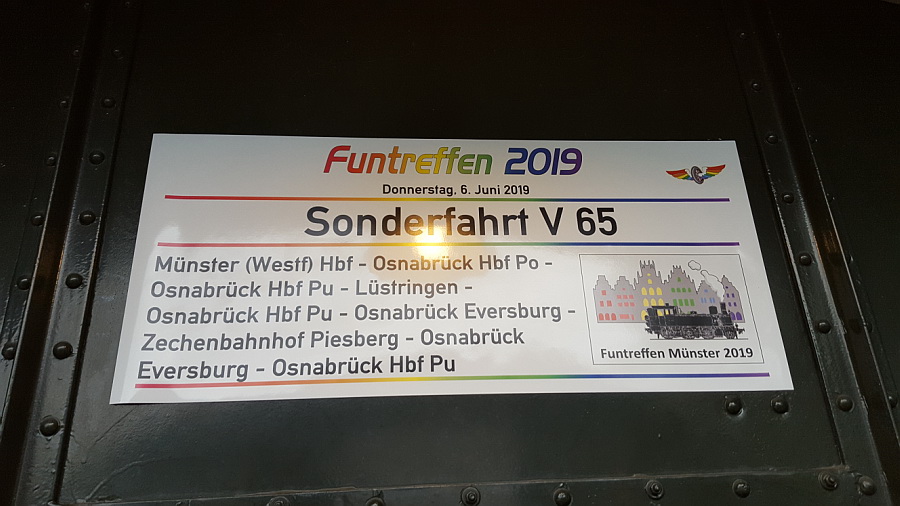 Funtreffen 2019
Donnerstag, 6. Juni 2019
Sonderfahrt V 65
Münster (Westf) Hbf - Osnabrück Hbf Po -
Osnabrück Hbf Pu - Lüstringen -
Osnabrück Hbf Pu - Osnabrück Eversburg -
Zechenbahnhof Piesberg - Osnabrück
Eversburg - Osnabrück Hbf Pu
Funtreffen Münster 2019